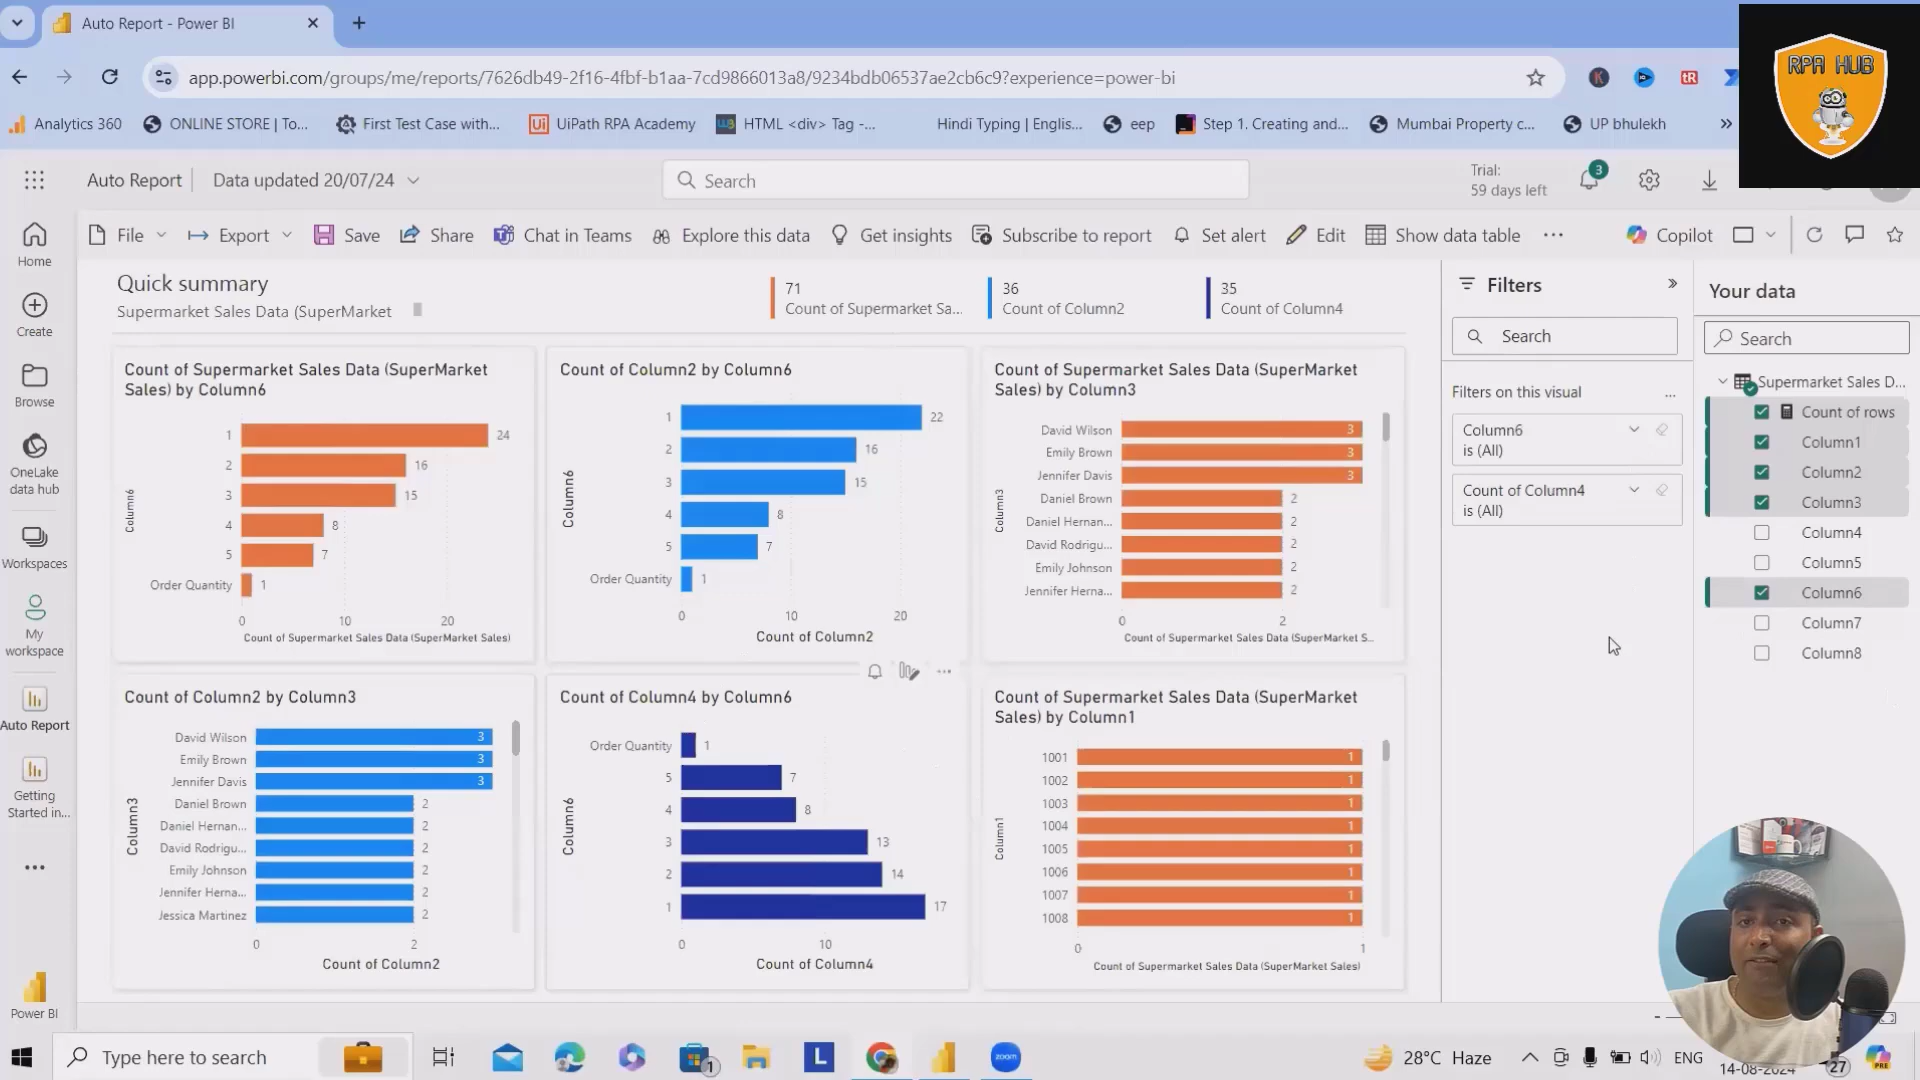 Auto Report - Power BI
app.powerbi.com/groups/me/reports/7626db49-2f16-4fbf-b1aa-7cd9866013a8/9234bdb06537ae2cb6c9?experience=power-bi
RPA HUB
Analytics 360
ONLINE STORE | To...
First Test Case with...
UiPath RPA Academy
HTML <div> Tag -...
Hindi Typing | Englis...
eep
Step 1. Creating and...
Mumbai Property c...
UP bhulekh
Auto Report
Data updated 20/07/24
Search
Trial:
59 days left
3
File
Export
Save
Share
Chat in Teams
Explore this data
Get insights
Subscribe to report
Set alert
Edit
Show data table
Copilot
Home
Create
Browse
OneLake
data hub
Workspaces
My
workspace
Auto Report
Getting
Started in...
Power BI
Quick summary
Supermarket Sales Data (SuperMarket
71
Count of Supermarket Sa...
36
Count of Column2
35
Count of Column4
Count of Supermarket Sales Data (SuperMarket
Sales) by Column6
Column6
1 24
2 16
3 15
4 8
5 7
Order Quantity 1
0 10 20
Count of Supermarket Sales Data (SuperMarket Sales)
Count of Column2 by Column6
Column6
1 22
2 16
3 15
4 8
5 7
Order Quantity 1
0 10 20
Count of Column2
Count of Supermarket Sales Data (SuperMarket
Sales) by Column3
Column3
David Wilson 3
Emily Brown 3
Jennifer Davis 3
Daniel Brown 2
Daniel Hernan... 2
David Rodrigu... 2
Emily Johnson 2
Jennifer Herna... 2
0 2
Count of Supermarket Sales Data (SuperMarket S...
Count of Column2 by Column3
Column3
David Wilson 3
Emily Brown 3
Jennifer Davis 3
Daniel Brown 2
Daniel Hernan... 2
David Rodrigu... 2
Emily Johnson 2
Jennifer Herna... 2
Jessica Martinez 2
0 2
Count of Column2
Count of Column4 by Column6
Column6
Order Quantity 1
5 7
4 8
3 13
2 14
1 17
0 10
Count of Column4
Count of Supermarket Sales Data (SuperMarket
Sales) by Column1
Column1
1001 1
1002 1
1003 1
1004 1
1005 1
1006 1
1007 1
1008 1
0 1
Count of Supermarket Sales Data (SuperMarket Sales)
Filters
Search
Filters on this visual
Column6
is (All)
Count of Column4
is (All)
Your data
Search
Supermarket Sales D...
Count of rows
Column1
Column2
Column3
Column4
Column5
Column6
Column7
Column8
Type here to search
1
L
zoom
28°C Haze
ENG
14-08-2024
27
PRE